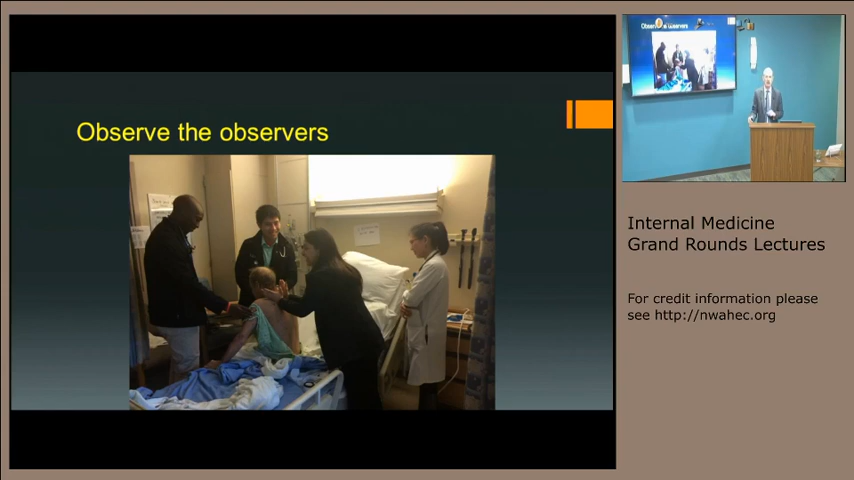 Observe the observers
Internal Medicine
Grand Rounds Lectures
For credit information please
see http://nwahec.org